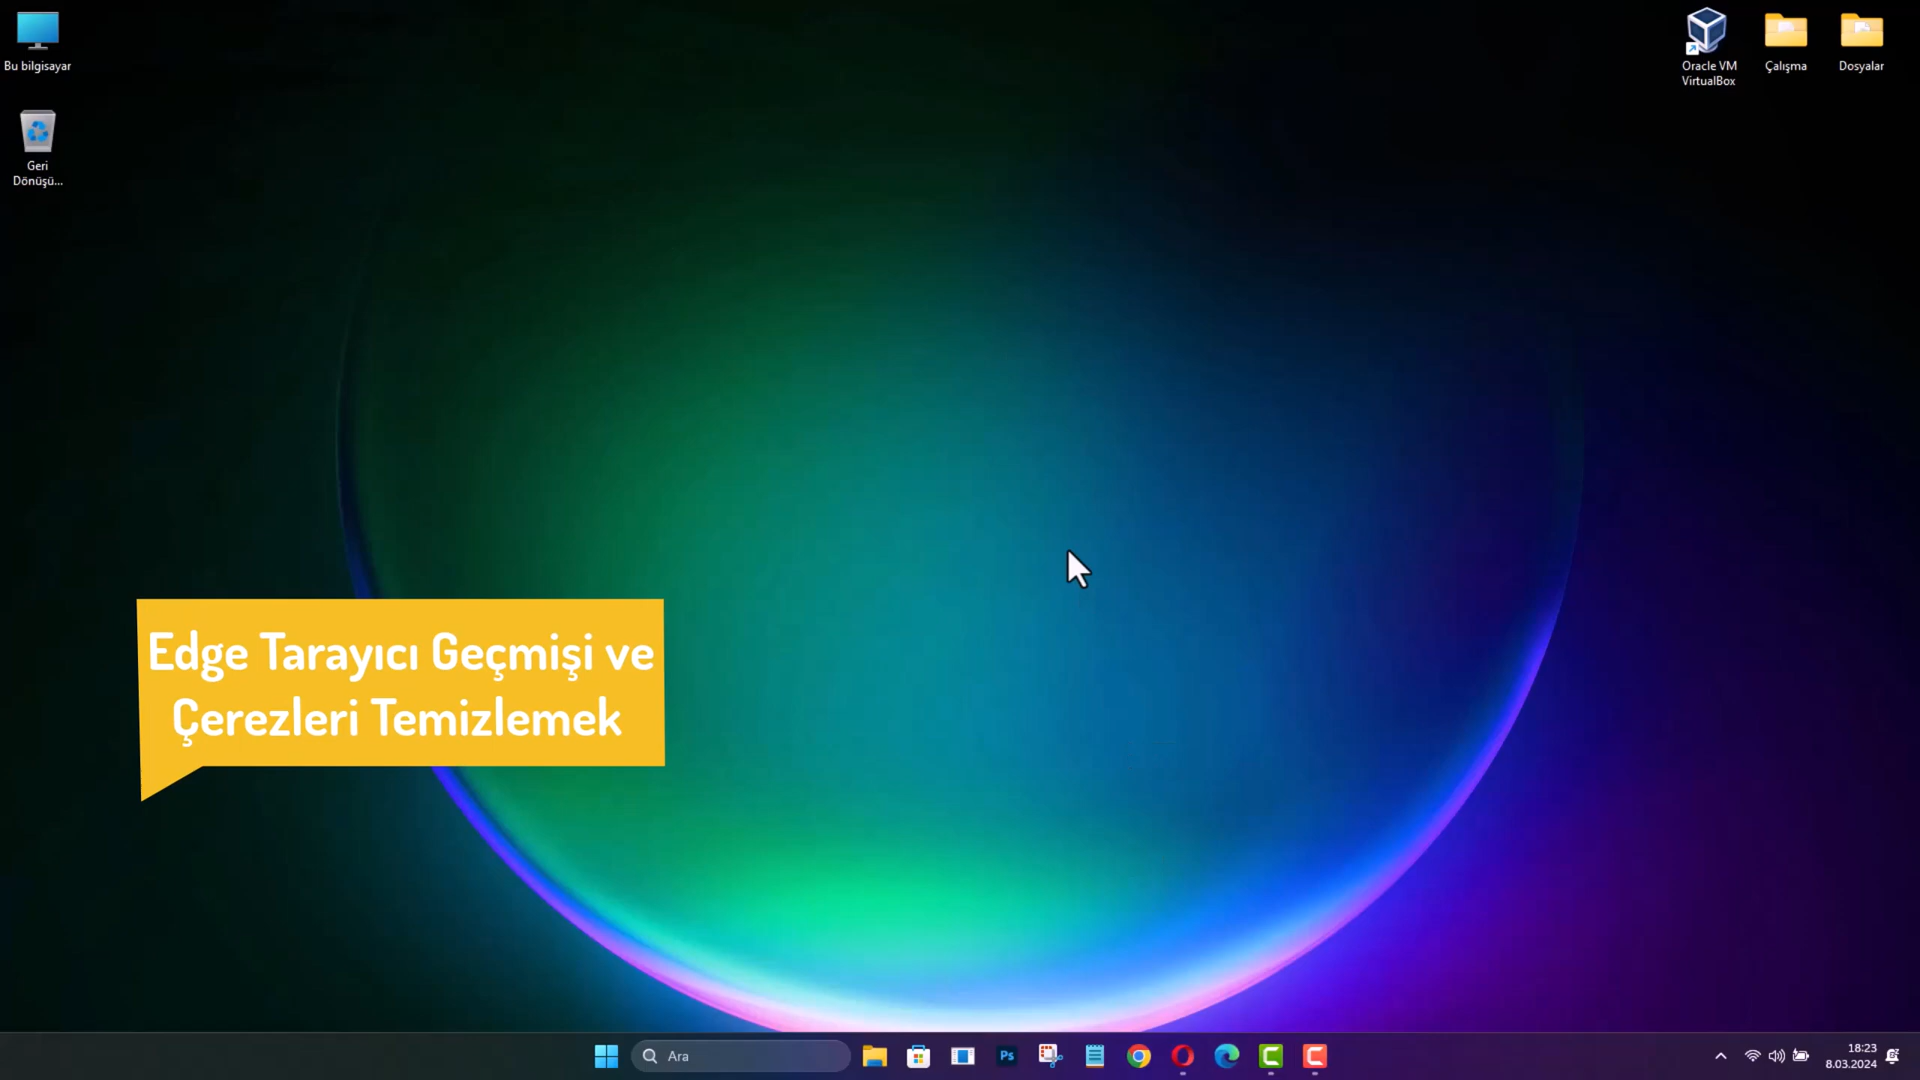 Bu bilgisayar
Geri
Dönüşü...
Oracle VM
VirtualBox
Çalışma
Dosyalar
Edge Tarayıcı Geçmişi ve
Çerezleri Temizlemek
Ara
Ps
18:23
8.03.2024